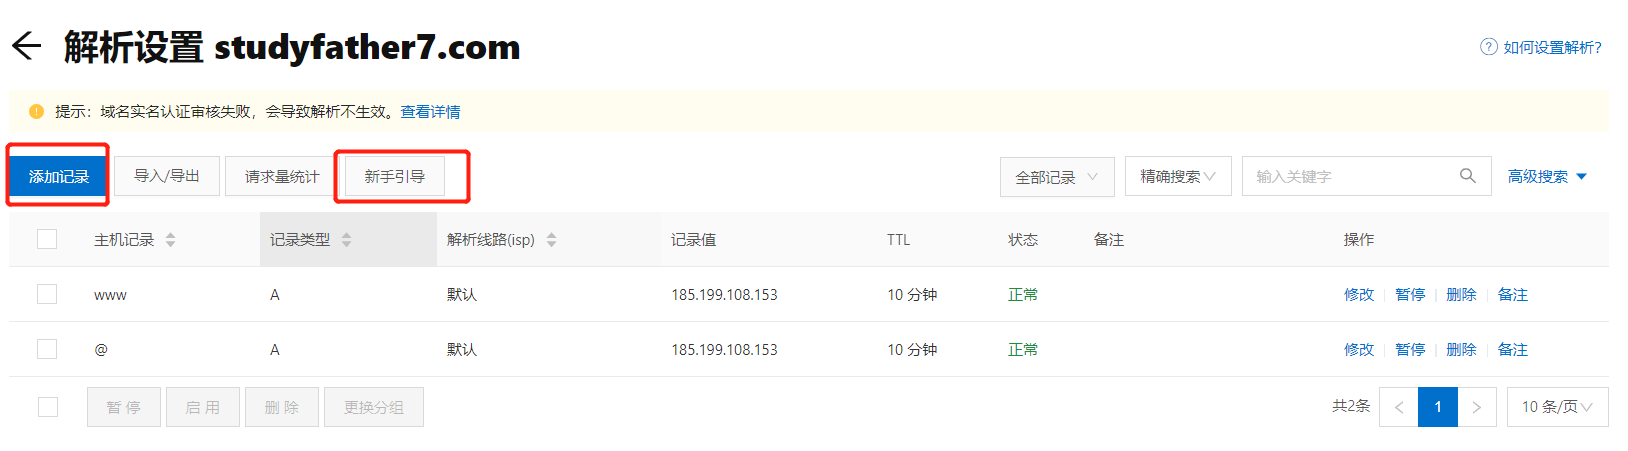 解析设置 studyfather7.com
如何设置解析?
提示：域名实名认证审核失败，会导致解析不生效。查看详情
添加记录 导入/导出 请求量统计 新手引导 全部记录 精确搜索 输入关键字 高级搜索
主机记录 记录类型 解析线路(isp) 记录值 TTL 状态 备注 操作
www A 默认 185.199.108.153 10 分钟 正常 修改 暂停 删除 备注
@ A 默认 185.199.108.153 10 分钟 正常 修改 暂停 删除 备注
暂停 启用 删除 更换分组 共2条 1 10 条/页